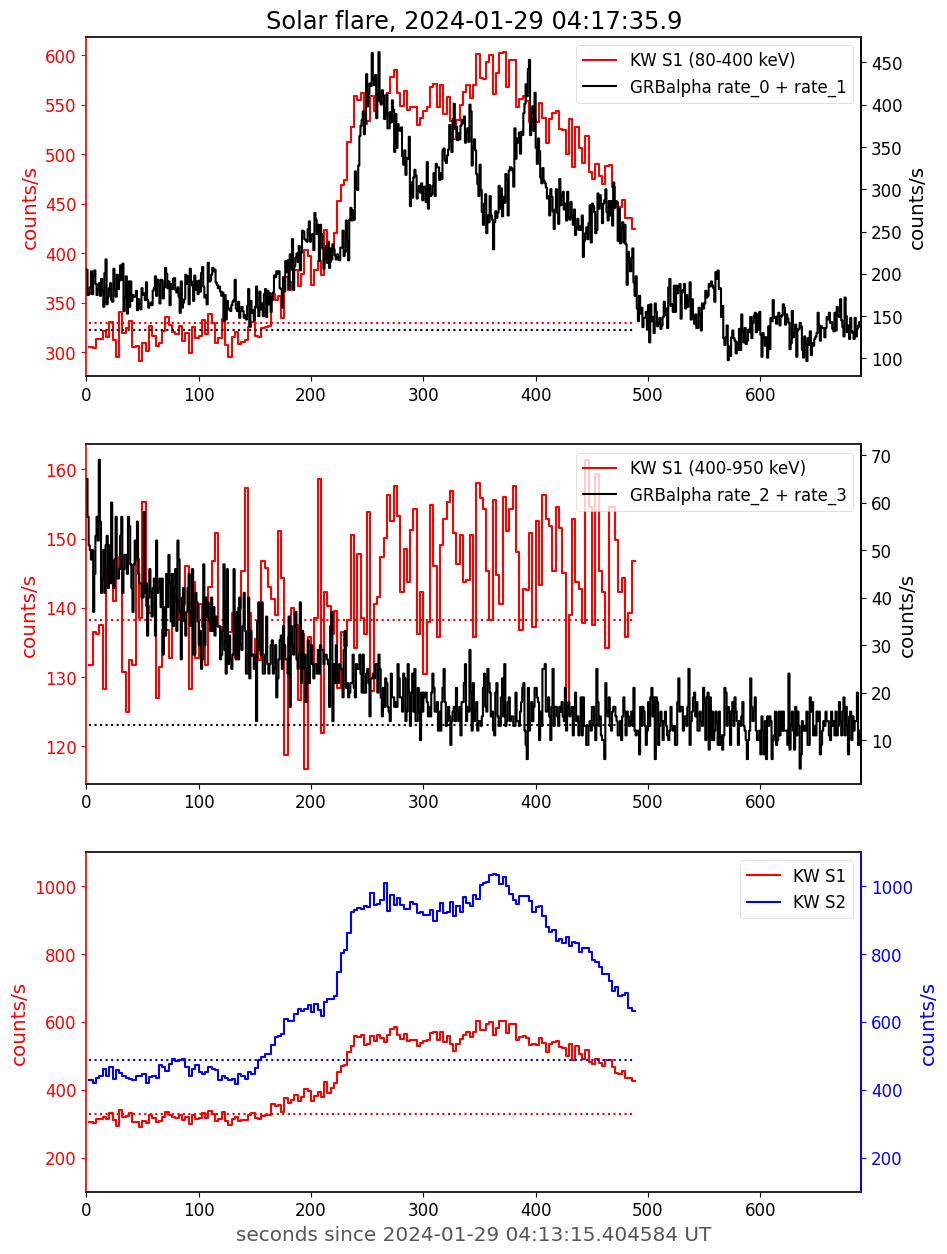 Solar flare, 2024-01-29 04:17:35.9
KW S1 (80-400 keV)
GRBalpha rate_0 + rate_1
600
550
500
450
400
350
300
counts/s
450
400
350
300
250
200
150
100
counts/s
0 100 200 300 400 500 600
KW S1 (400-950 keV)
GRBalpha rate_2 + rate_3
160
150
140
130
120
counts/s
70
60
50
40
30
20
10
counts/s
0 100 200 300 400 500 600
KW S1
KW S2
1000
800
600
400
200
counts/s
1000
800
600
400
200
counts/s
0 100 200 300 400 500 600
seconds since 2024-01-29 04:13:15.404584 UT